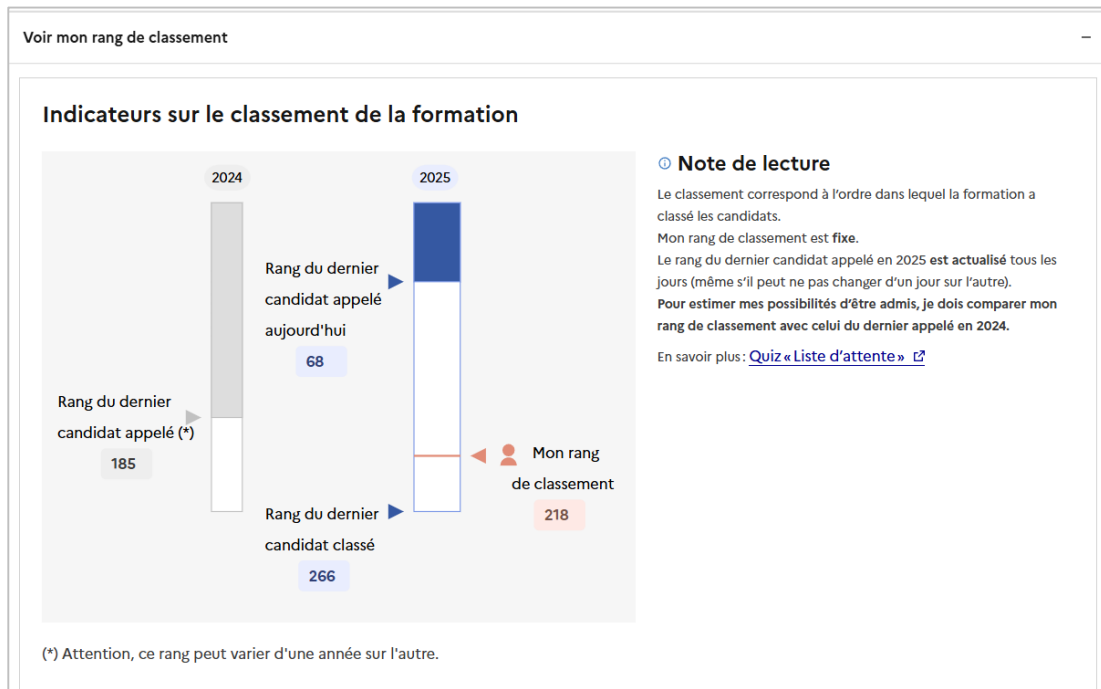 Voir mon rang de classement
Indicateurs sur le classement de la formation
2024
2025
Rang du dernier
candidat appelé
aujourd'hui
68
Rang du dernier
candidat appelé (*)
185
Mon rang
de classement
218
Rang du dernier
candidat classé
266
Note de lecture
Le classement correspond à l’ordre dans lequel la formation a
classé les candidats.
Mon rang de classement est fixe.
Le rang du dernier candidat appelé en 2025 est actualisé tous les
jours (même s’il peut ne pas changer d’un jour sur l’autre).
Pour estimer mes possibilités d’être admis, je dois comparer mon
rang de classement avec celui du dernier appelé en 2024.
En savoir plus : Quiz « Liste d’attente »
(*) Attention, ce rang peut varier d'une année sur l'autre.